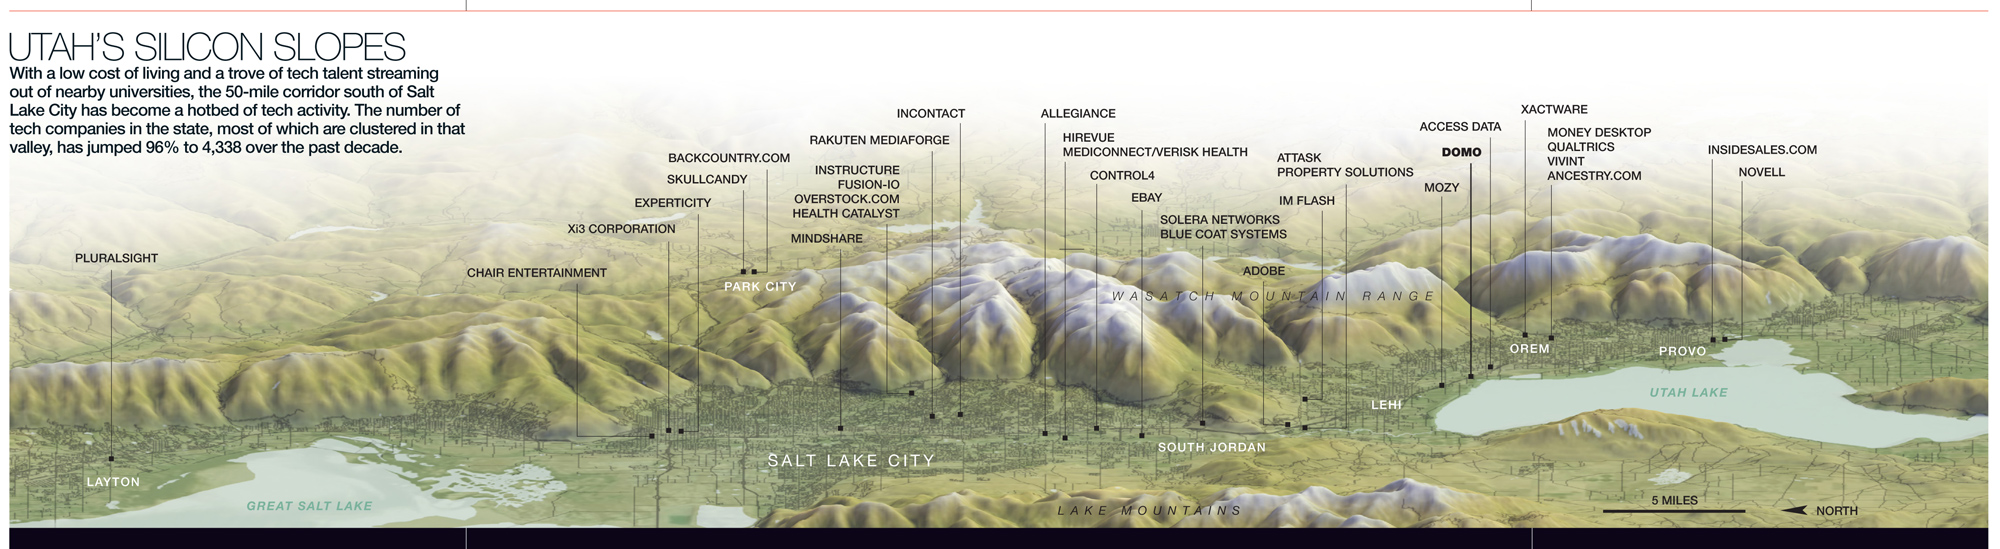 UTAH'S SILICON SLOPES
With a low cost of living and a trove of tech talent streaming
out of nearby universities, the 50-mile corridor south of Salt
Lake City has become a hotbed of tech activity. The number of
tech companies in the state, most of which are clustered in that
valley, has jumped 96% to 4,338 over the past decade.
PLURALSIGHT
CHAIR ENTERTAINMENT
Xi3 CORPORATION
EXPERTICITY
SKULLCANDY
BACKCOUNTRY.COM
MINDSHARE
INSTRUCTURE
FUSION-IO
OVERSTOCK.COM
HEALTH CATALYST
RAKUTEN MEDIAFORGE
INCONTACT
ALLEGIANCE
HIREVUE
MEDICONNECT/VERISK HEALTH
CONTROL4
EBAY
SOLERA NETWORKS
BLUE COAT SYSTEMS
ADOBE
IM FLASH
ATTASK
PROPERTY SOLUTIONS
MOZY
DOMO
ACCESS DATA
XACTWARE
MONEY DESKTOP
QUALTRICS
VIVINT
ANCESTRY.COM
INSIDESALES.COM
NOVELL
PARK CITY
WASATCH MOUNTAIN RANGE
OREM
PROVO
UTAH LAKE
LEHI
SOUTH JORDAN
SALT LAKE CITY
LAYTON
GREAT SALT LAKE
LAKE MOUNTAINS
5 MILES
NORTH